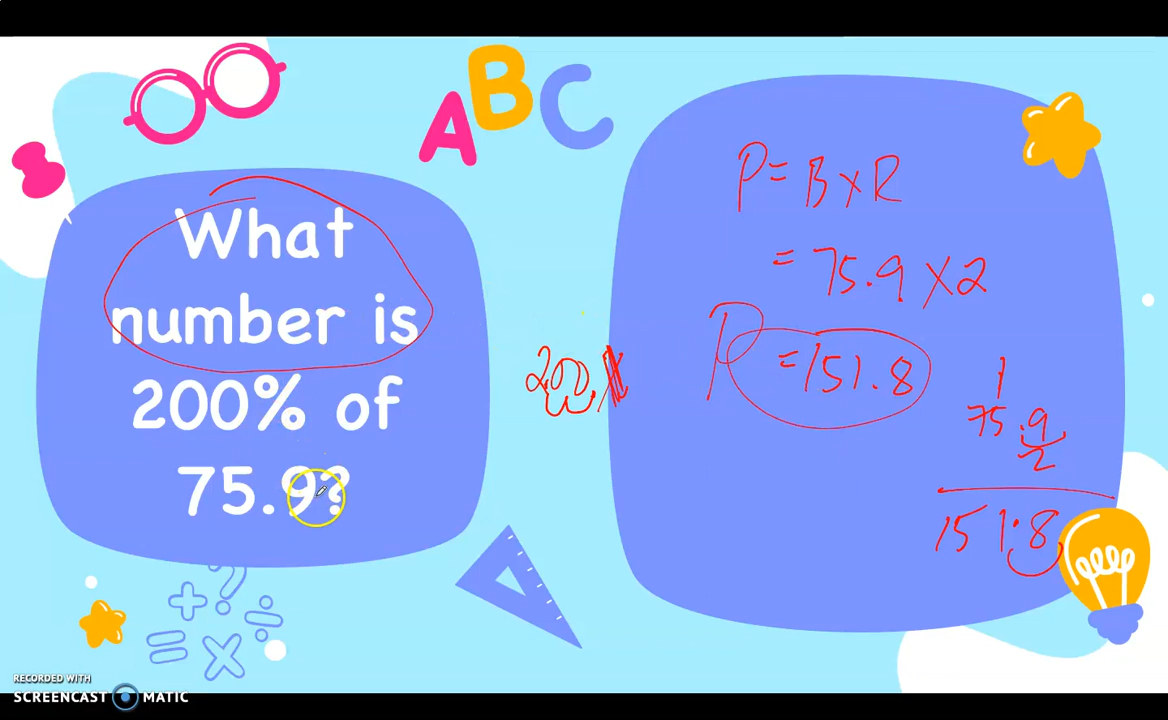 ABC
What
number is
200% of
75.9?
200%
P = B x R
= 75.9 x 2
P = 151.8
1
75.9
2
151.8
RECORDED WITH
SCREENCAST MATIC